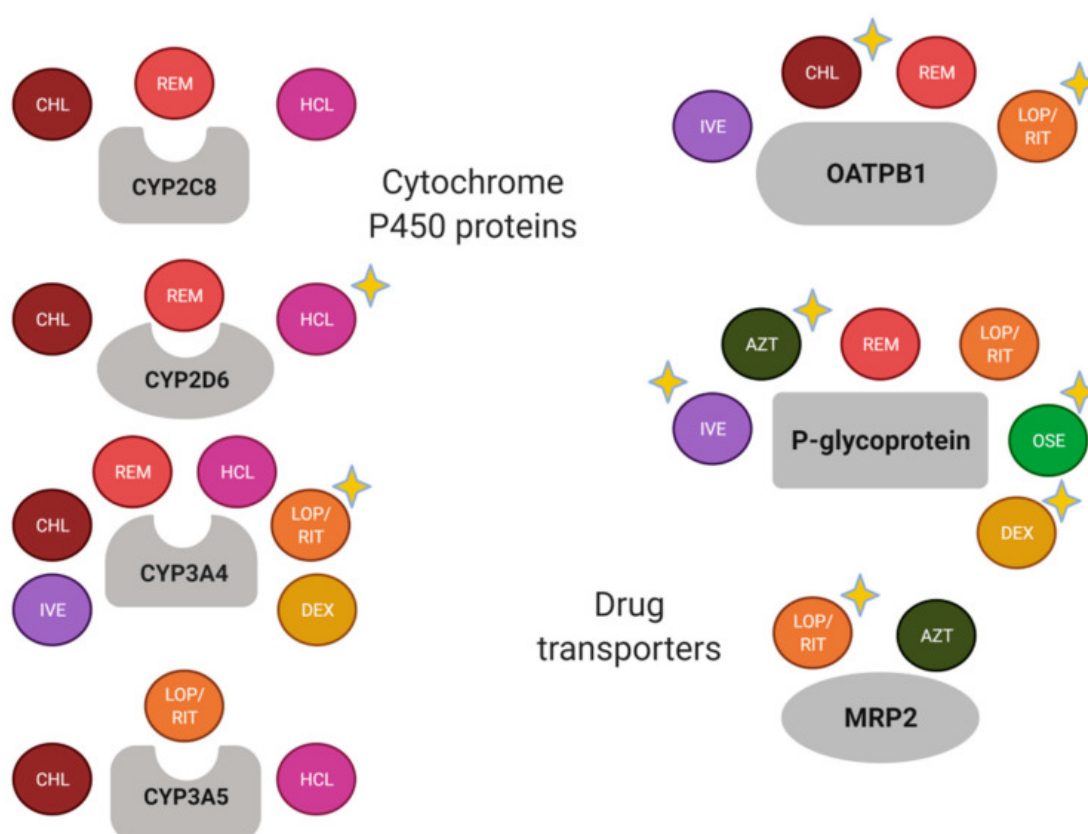 REM
CHL
HCL
CYP2C8
Cytochrome
P450 proteins
REM
CHL
HCL
CYP2D6
REM
HCL
CHL
LOP/
RIT
CYP3A4
IVE
DEX
LOP/
RIT
CHL
HCL
CYP3A5
CHL
REM
IVE
LOP/
RIT
OATPB1
AZT
REM
LOP/
RIT
IVE
P-glycoprotein
OSE
DEX
Drug
transporters
LOP/
RIT
AZT
MRP2